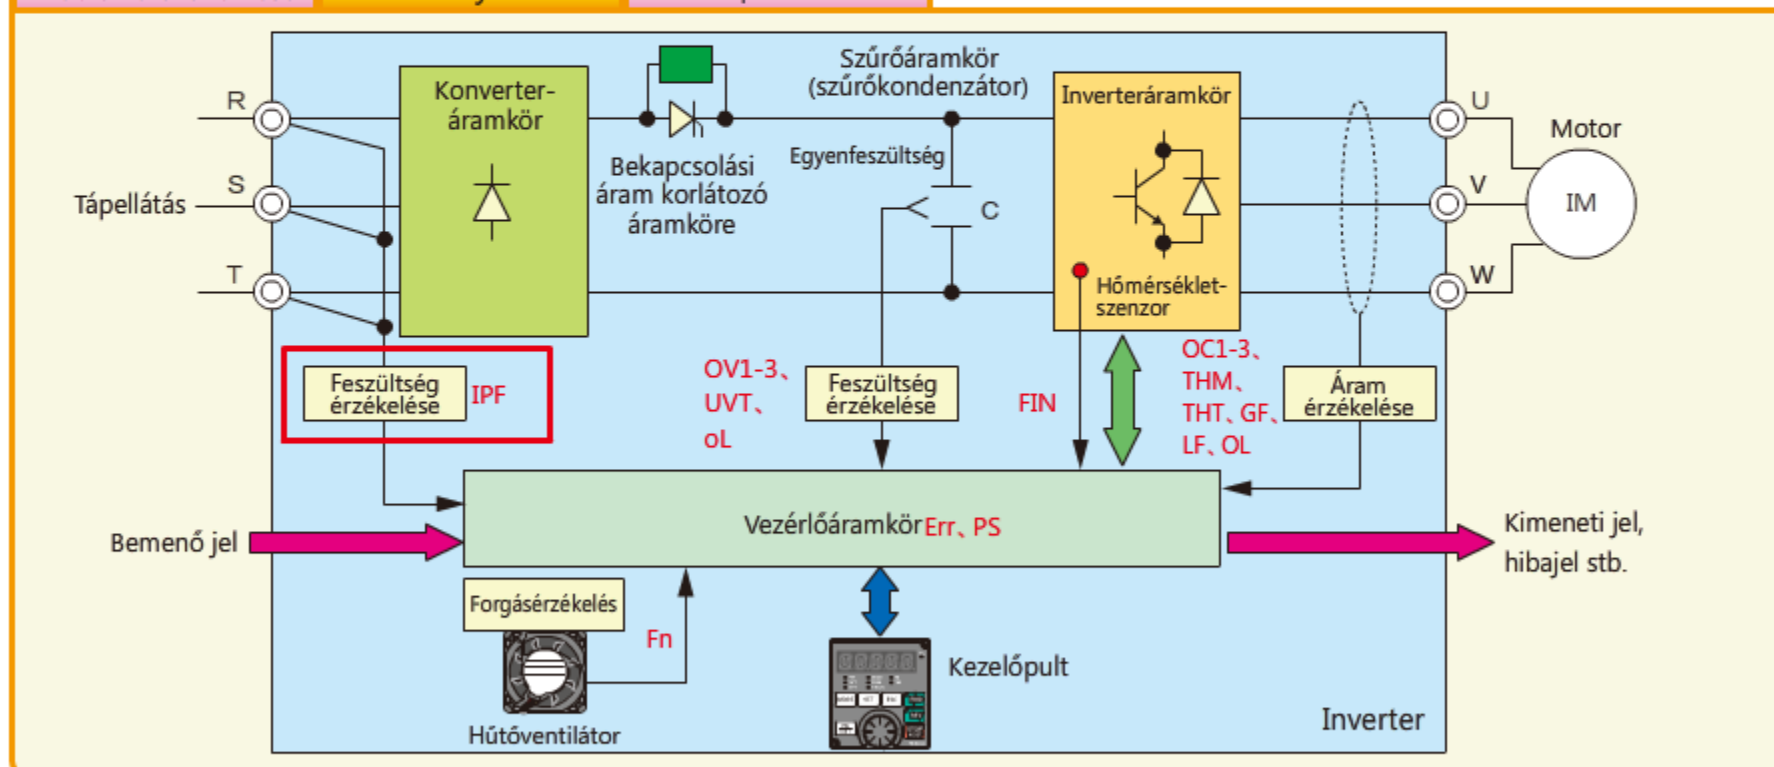 Konverter-
áramkör
Szűrőáramkör
(szűrőkondenzátor)
Inverteráramkör
R
S
T
Tápellátás
Bekapcsolási
áram korlátozó
áramköre
Egyenfeszültség
C
Hőmérséklet-
szenzor
U
V
W
Motor
IM
Feszültség
érzékelése
IPF
OV1-3、
UVT、
oL
Feszültség
érzékelése
FIN
OC1-3、
THM、
THT、GF、
LF、OL
Áram
érzékelése
Bemenő jel
Vezérlőáramkör Err、PS
Kimeneti jel,
hibajel stb.
Forgásérzékelés
Fn
Hűtőventilátor
Kezelőpult
Inverter